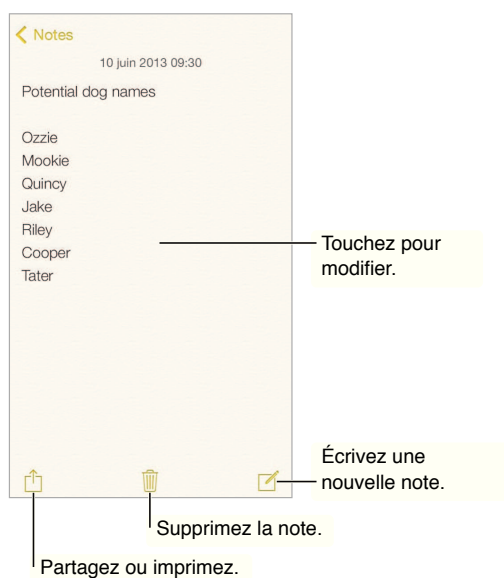 Notes
10 juin 2013 09:30
Potential dog names
Ozzie
Mookie
Quincy
Jake
Riley
Cooper
Tater
Touchez pour
modifier.
Écrivez une
nouvelle note.
Supprimez la note.
Partagez ou imprimez.